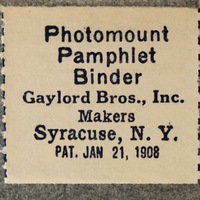 Photomount
Pamphlet
Binder
Gaylord Bros., Inc.
Makers
Syracuse, N. Y.
PAT. JAN 21, 1908